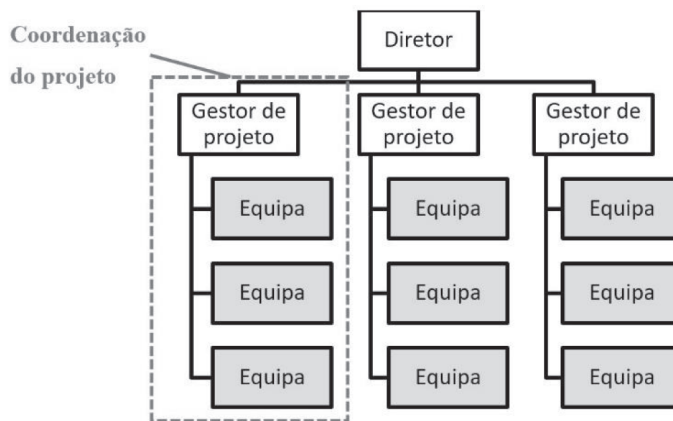 Coordenação
do projeto
Diretor
Gestor de
projeto
Gestor de
projeto
Gestor de
projeto
Equipa
Equipa
Equipa
Equipa
Equipa
Equipa
Equipa
Equipa
Equipa